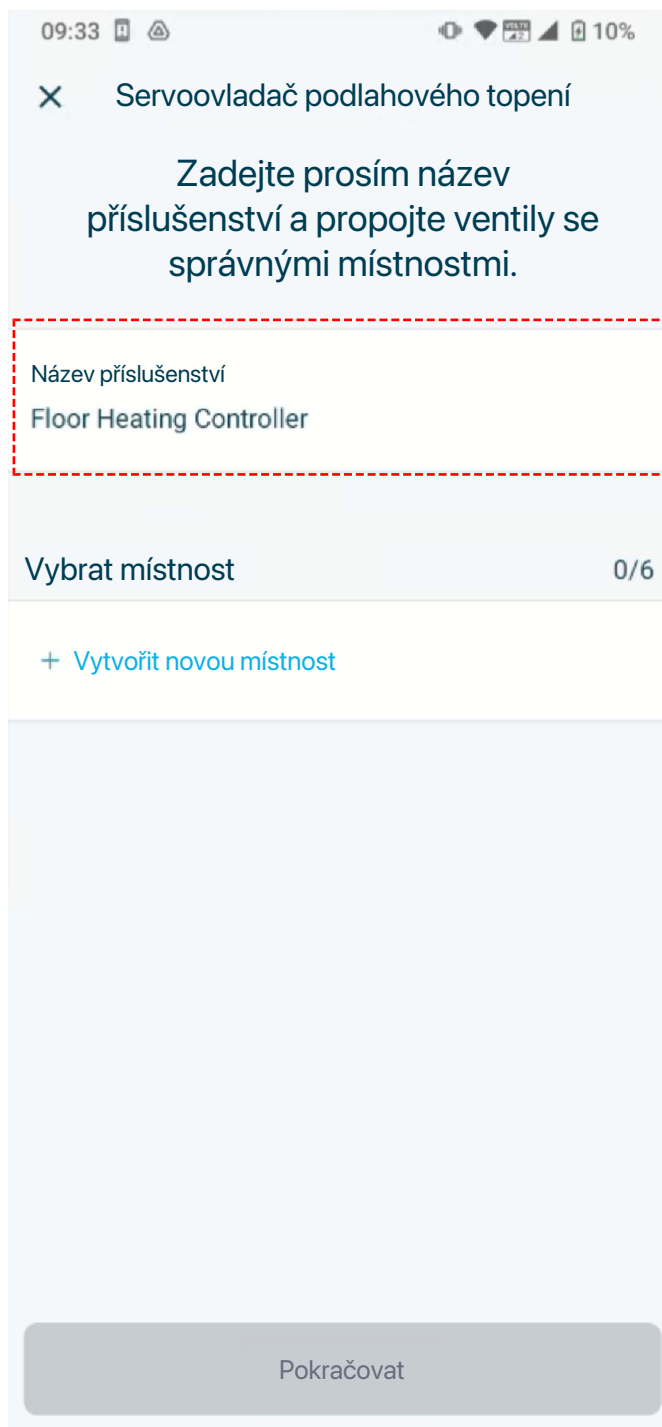 09:33 10%
Servoovladač podlahového topení
Zadejte prosím název
příslušenství a propojte ventily se
správnými místnostmi.
Název příslušenství
Floor Heating Controller
Vybrat místnost 0/6
+ Vytvořit novou místnost
Pokračovat